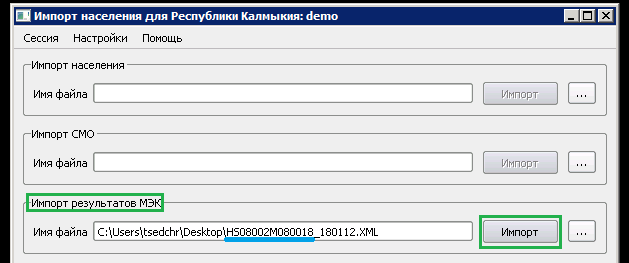 Импорт населения для Республики Калмыкия: demo
Сессия Настройки Помощь
Импорт населения
Имя файла Импорт ...
Импорт СМО
Имя файла Импорт ...
Импорт результатов МЭК
Имя файла C:\Users\tsedchr\Desktop\HS08002M080018_180112.XML Импорт ...